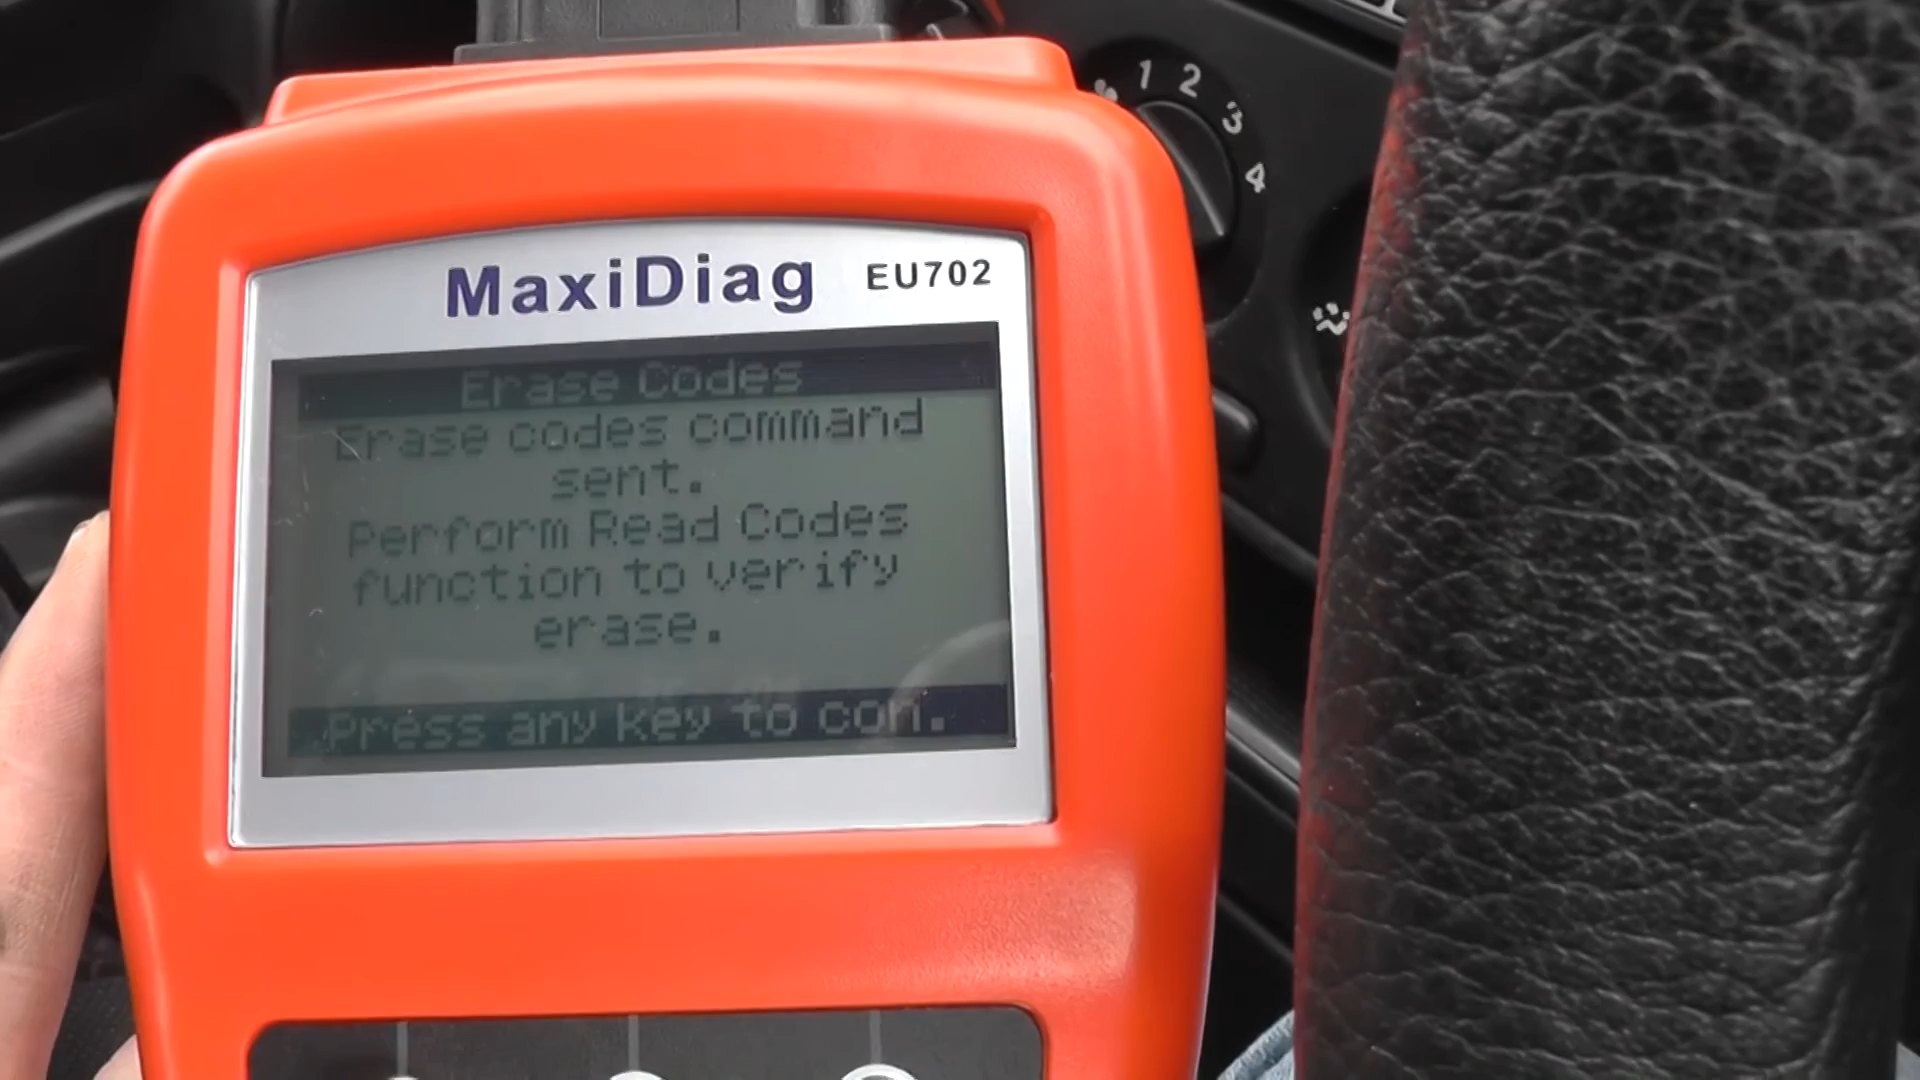 1 2 3 4
MaxiDiag EU702
Erase Codes
Erase codes command
sent.
Perform Read Codes
function to verify
erase.
Press any key to con.